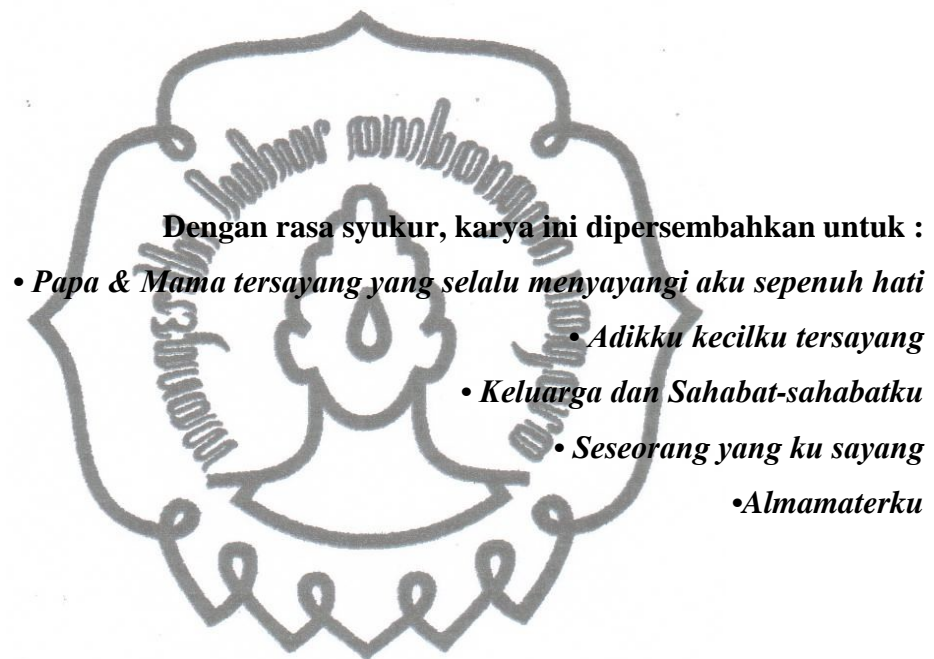 Dengan rasa syukur, karya ini dipersembahkan untuk :
• Papa & Mama tersayang yang selalu menyayangi aku sepenuh hati
• Adikku kecilku tersayang
• Keluarga dan Sahabat-sahabatku
• Seseorang yang ku sayang
•Almamaterku